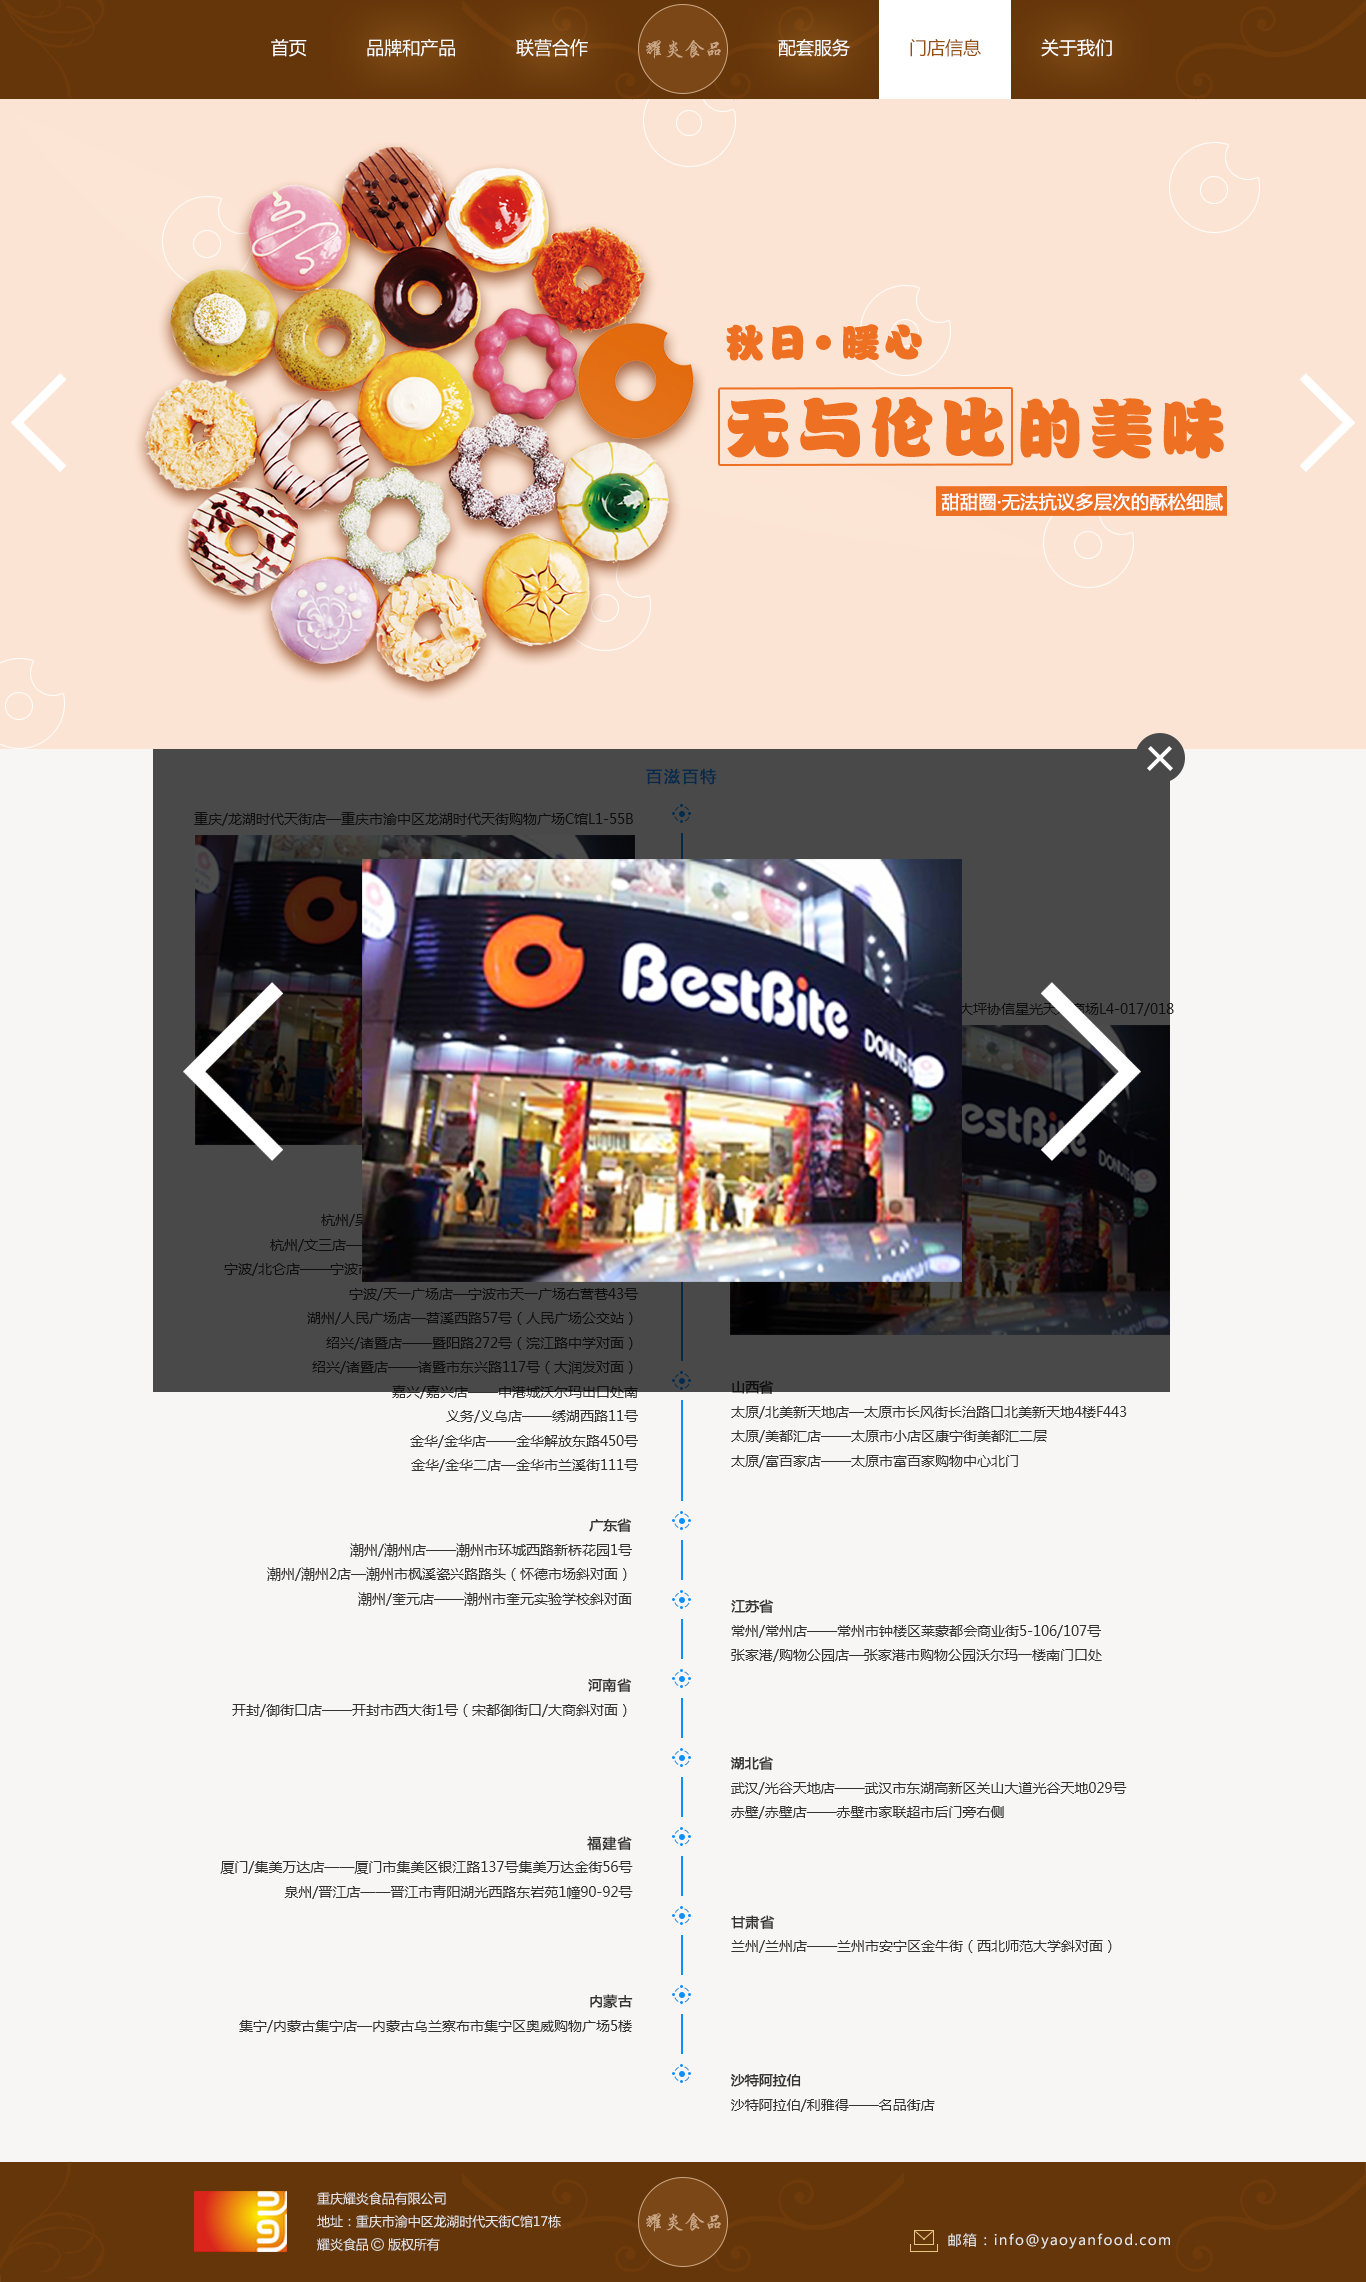 首页
品牌和产品
联营合作
耀炎食品
配套服务
门店信息
关于我们
秋日·暖心
无与伦比的美味
甜甜圈·无法抗议多层次的酥松细腻
百滋百特
重庆/龙湖时代天街店—重庆市渝中区龙湖时代天街购物广场C馆L1-55B
BestBite
DONUTS
大坪协信星光天 商场L4-017/018
BestBite
DONUTS
杭州/吴
杭州/文三店—
宁波/北仑店——宁波市
宁波/天一广场店—宁波市天一广场石营巷43号
湖州/人民广场店—苕溪西路57号（人民广场公交站）
绍兴/诸暨店——暨阳路272号（浣江路中学对面）
绍兴/诸暨店——诸暨市东兴路117号（大润发对面）
嘉兴/嘉兴店——中港城沃尔玛出口处南
义务/义乌店——绣湖西路11号
金华/金华店——金华解放东路450号
金华/金华二店—金华市兰溪街111号
山西省
太原/北美新天地店—太原市长风街长治路口北美新天地4楼F443
太原/美都汇店——太原市小店区康宁街美都汇二层
太原/富百家店——太原市富百家购物中心北门
广东省
潮州/潮州店——潮州市环城西路新桥花园1号
潮州/潮州2店—潮州市枫溪瓷兴路路头（怀德市场斜对面）
潮州/奎元店——潮州市奎元实验学校斜对面
江苏省
常州/常州店——常州市钟楼区莱蒙都会商业街5-106/107号
张家港/购物公园店—张家港市购物公园沃尔玛一楼南门口处
河南省
开封/御街口店——开封市西大街1号（宋都御街口/大商斜对面）
湖北省
武汉/光谷天地店——武汉市东湖高新区关山大道光谷天地029号
赤壁/赤壁店——赤壁市家联超市后门旁右侧
福建省
厦门/集美万达店——厦门市集美区银江路137号集美万达金街56号
泉州/晋江店——晋江市青阳湖光西路东岩苑1幢90-92号
甘肃省
兰州/兰州店——兰州市安宁区金牛街（西北师范大学斜对面）
内蒙古
集宁/内蒙古集宁店—内蒙古乌兰察布市集宁区奥威购物广场5楼
沙特阿拉伯
沙特阿拉伯/利雅得——名品街店
重庆耀炎食品有限公司
地址：重庆市渝中区龙湖时代天街C馆17栋
耀炎食品 © 版权所有
耀炎食品
邮箱：info@yaoyanfood.com